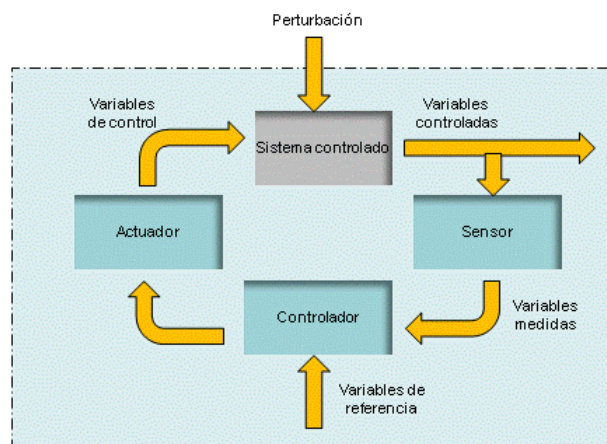 Perturbación
Variables
de control
Variables
controladas
Sistema controlado
Actuador
Sensor
Controlador
Variables
medidas
Variables de
referencia